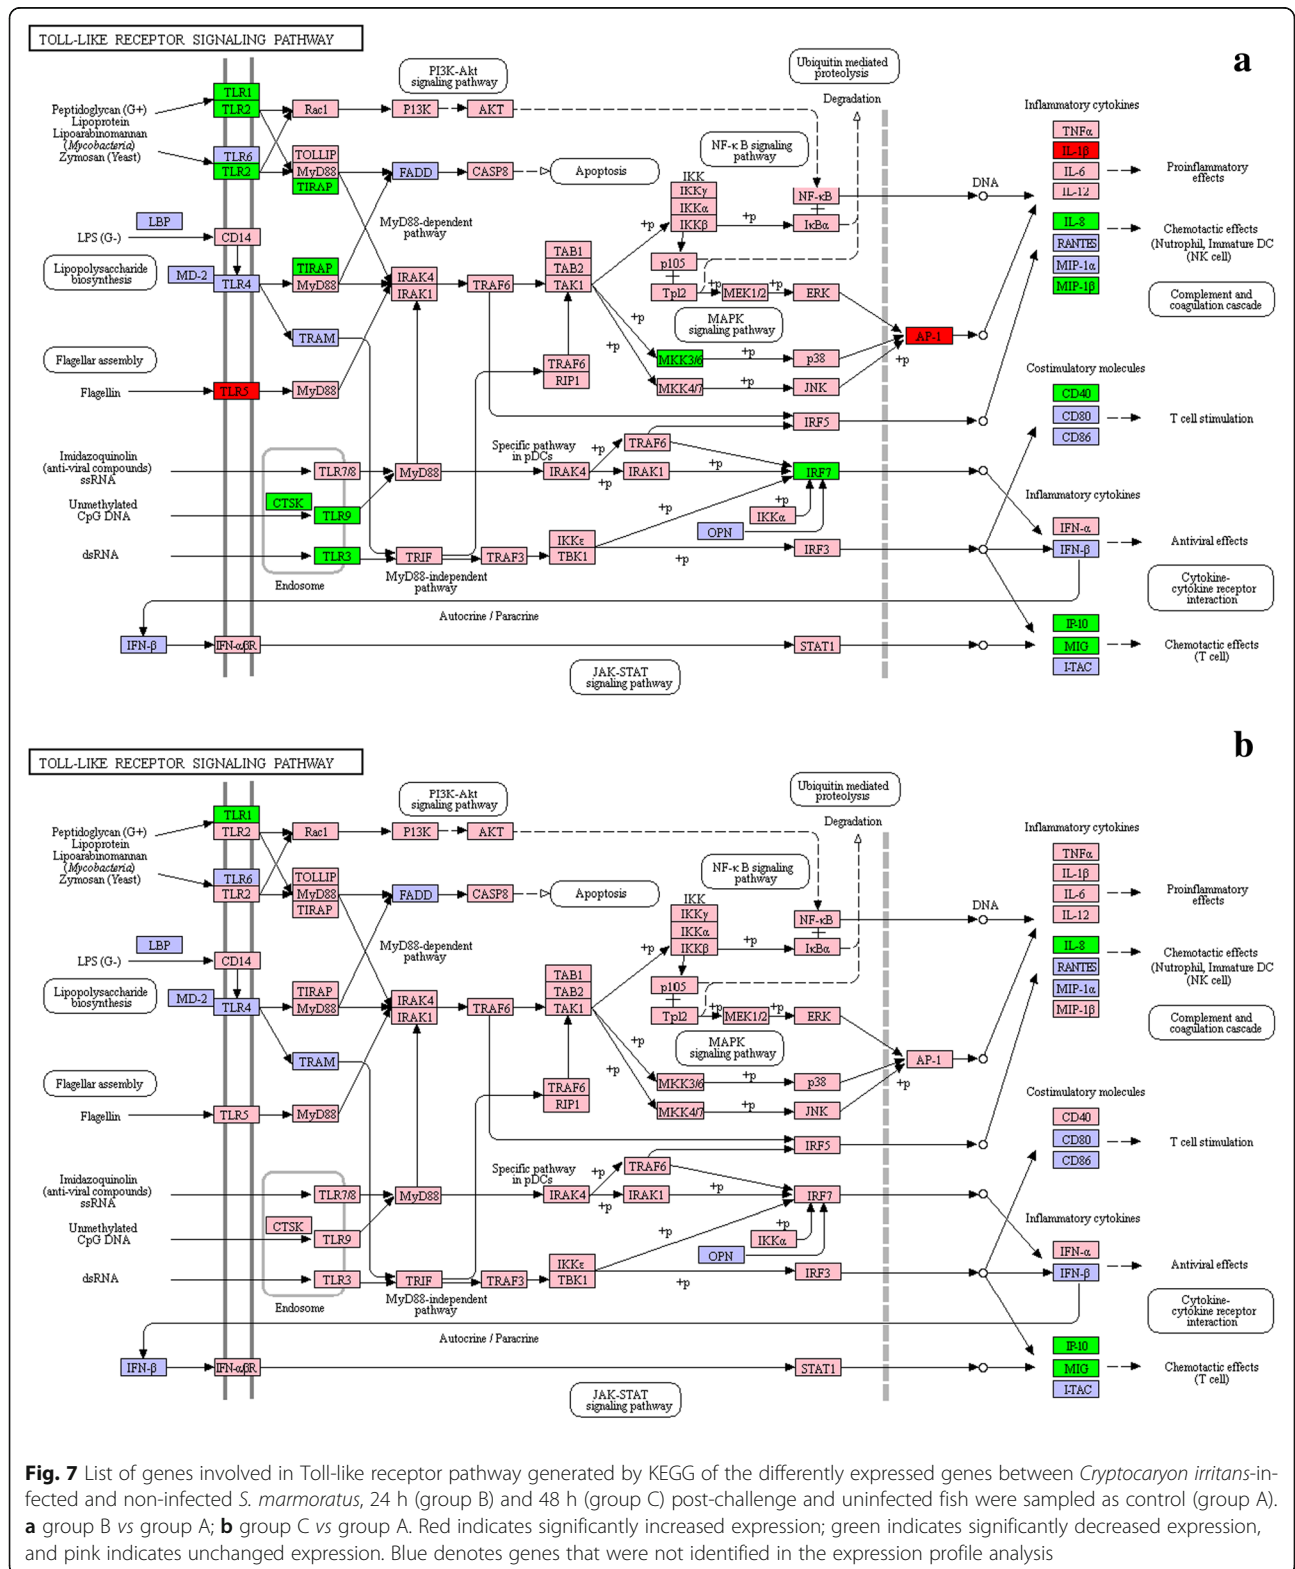 a
TOLL-LIKE RECEPTOR SIGNALING PATHWAY
PI3K-Akt
signaling pathway
Ubiquitin mediated
proteolysis
Degradation
Peptidoglycan (G+)
Lipoprotein
Lipoarabinomannan
(Mycobacteria)
Zymosan (Yeast)
TLR1
TLR2
TLR6
TLR2
Rac1
P13K
AKT
TOLLIP
MyD88
TIRAP
FADD
CASP8
Apoptosis
NF-κB signaling
pathway
IKK
IKKγ
IKKα
IKKβ
+p
+p
NF-κB
IκBα
DNA
Inflammatory cytokines
TNFα
IL-1β
IL-6
IL-12
Proinflammatory
effects
IL-8
RANTES
MIP-1α
MIP-1β
Chemotactic effects
(Nutrophil, Immature DC
(NK cell)
Complement and
coagulation cascade
LBP
LPS (G-)
CD14
MyD88-dependent
pathway
Lipopolysaccharide
biosynthesis
MD-2
TLR4
TIRAP
MyD88
IRAK4
IRAK1
TRAF6
TAB1
TAB2
TAK1
p105
Tpl2
+p
MEK1/2
+p
ERK
TRAM
MAPK
signaling pathway
+p
+p
MKK3/6
+p
p38
MKK4/7
+p
JNK
AP-1
+p
Flagellar assembly
Flagellin
TLR5
MyD88
TRAF6
RIP1
IRF5
Costimulatory molecules
CD40
CD80
CD86
T cell stimulation
Imidazoquinolin
(anti-viral compounds)
ssRNA
TLR7/8
MyD88
Specific pathway
in pDCs
IRAK4
+p
+p
TRAF6
IRAK1
+p
IRF7
Unmethylated
CpG DNA
CTSK
TLR9
+p
IKKα
+p
OPN
dsRNA
TLR3
Endosome
TRIF
TRAF3
IKKε
TBK1
+p
IRF3
MyD88-independent
pathway
Inflammatory cytokines
IFN-α
IFN-β
Antiviral effects
Cytokine-
cytokine receptor
interaction
Autocrine / Paracrine
IFN-β
IFN-αβR
STAT1
JAK-STAT
signaling pathway
IP-10
MIG
I-TAC
Chemotactic effects
(T cell)
b
TOLL-LIKE RECEPTOR SIGNALING PATHWAY
PI3K-Akt
signaling pathway
Ubiquitin mediated
proteolysis
Degradation
Peptidoglycan (G+)
Lipoprotein
Lipoarabinomannan
(Mycobacteria)
Zymosan (Yeast)
TLR1
TLR2
TLR6
TLR2
Rac1
P13K
AKT
TOLLIP
MyD88
TIRAP
FADD
CASP8
Apoptosis
NF-κB signaling
pathway
IKK
IKKγ
IKKα
IKKβ
+p
+p
NF-κB
IκBα
DNA
Inflammatory cytokines
TNFα
IL-1β
IL-6
IL-12
Proinflammatory
effects
IL-8
RANTES
MIP-1α
MIP-1β
Chemotactic effects
(Nutrophil, Immature DC
(NK cell)
Complement and
coagulation cascade
LBP
LPS (G-)
CD14
MyD88-dependent
pathway
Lipopolysaccharide
biosynthesis
MD-2
TLR4
TIRAP
MyD88
IRAK4
IRAK1
TRAF6
TAB1
TAB2
TAK1
p105
Tpl2
+p
MEK1/2
+p
ERK
TRAM
MAPK
signaling pathway
+p
+p
MKK3/6
+p
p38
MKK4/7
+p
JNK
AP-1
+p
Flagellar assembly
Flagellin
TLR5
MyD88
TRAF6
RIP1
IRF5
Costimulatory molecules
CD40
CD80
CD86
T cell stimulation
Imidazoquinolin
(anti-viral compounds)
ssRNA
TLR7/8
MyD88
Specific pathway
in pDCs
IRAK4
+p
+p
TRAF6
IRAK1
+p
IRF7
Unmethylated
CpG DNA
CTSK
TLR9
+p
IKKα
+p
OPN
dsRNA
TLR3
Endosome
TRIF
TRAF3
IKKε
TBK1
+p
IRF3
MyD88-independent
pathway
Inflammatory cytokines
IFN-α
IFN-β
Antiviral effects
Cytokine-
cytokine receptor
interaction
Autocrine / Paracrine
IFN-β
IFN-αβR
STAT1
JAK-STAT
signaling pathway
IP-10
MIG
I-TAC
Chemotactic effects
(T cell)
Fig. 7 List of genes involved in Toll-like receptor pathway generated by KEGG of the differently expressed genes between Cryptocaryon irritans-in-
fected and non-infected S. marmoratus, 24 h (group B) and 48 h (group C) post-challenge and uninfected fish were sampled as control (group A).
a group B vs group A; b group C vs group A. Red indicates significantly increased expression; green indicates significantly decreased expression,
and pink indicates unchanged expression. Blue denotes genes that were not identified in the expression profile analysis